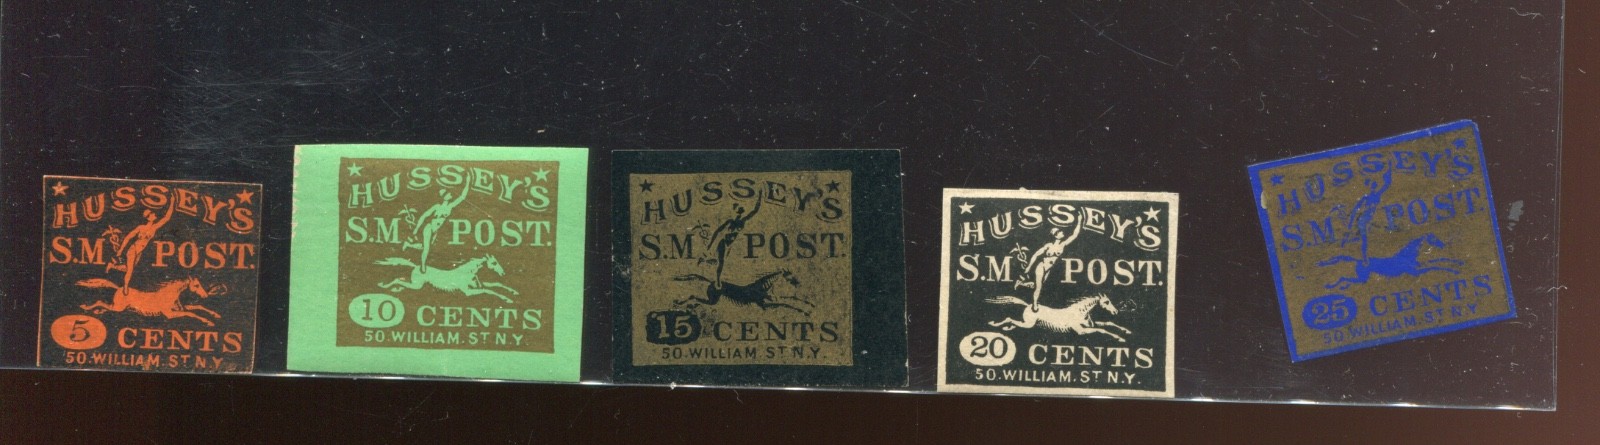 HUSSEY'S
S.M POST.
5 CENTS
50.WILLIAM.ST N.Y.
HUSSEY'S
S.M POST.
10 CENTS
50.WILLIAM.ST N.Y.
HUSSEY'S
S.M POST.
15 CENTS
50.WILLIAM.ST N.Y.
HUSSEY'S
S.M POST.
20 CENTS
50.WILLIAM.ST N.Y.
HUSSEY'S
S.M POST.
25 CENTS
50 WILLIAM.ST N.Y.